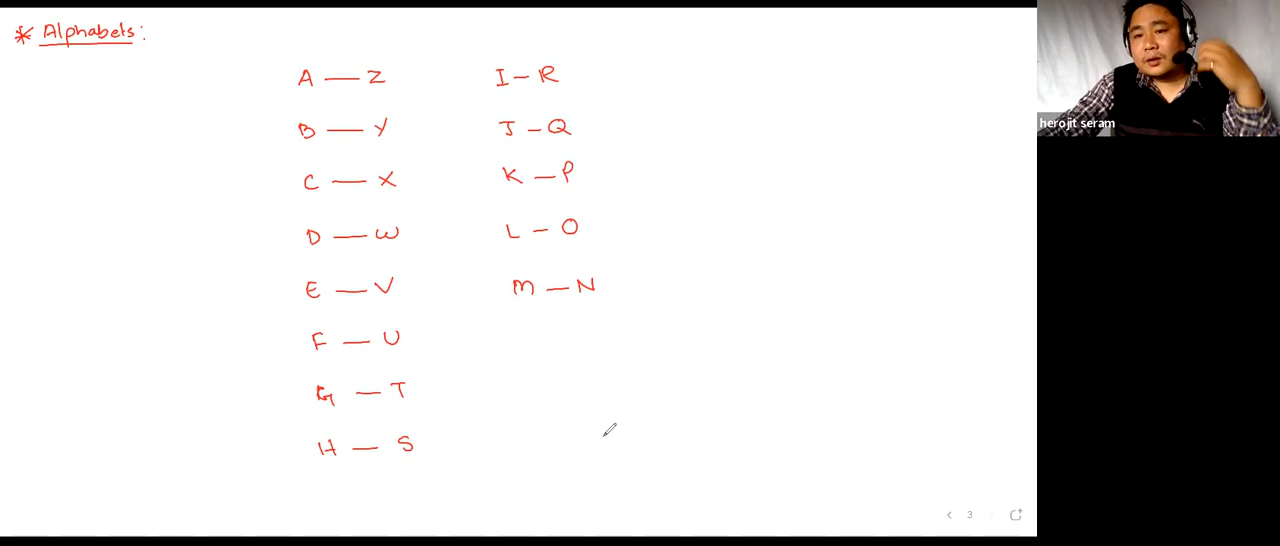 * Alphabets:
A — Z
B — Y
C — X
D — W
E — V
F — U
G — T
H — S
I — R
J — Q
K — P
L — O
M — N
herojit seram
3